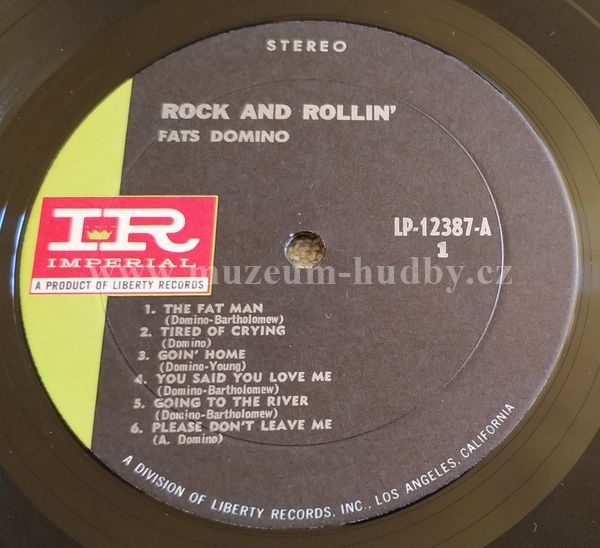 STEREO
ROCK AND ROLLIN'
FATS DOMINO
IR
IMPERIAL
A PRODUCT OF LIBERTY RECORDS
LP-12387-A
1
www.muzeum-hudby.cz
1. THE FAT MAN
(Domino-Bartholomew)
2. TIRED OF CRYING
(Domino)
3. GOIN' HOME
(Domino-Young)
4. YOU SAID YOU LOVE ME
(Domino-Bartholomew)
5. GOING TO THE RIVER
(Domino-Bartholomew)
6. PLEASE DON'T LEAVE ME
(A. Domino)
A DIVISION OF LIBERTY RECORDS, INC., LOS ANGELES, CALIFORNIA